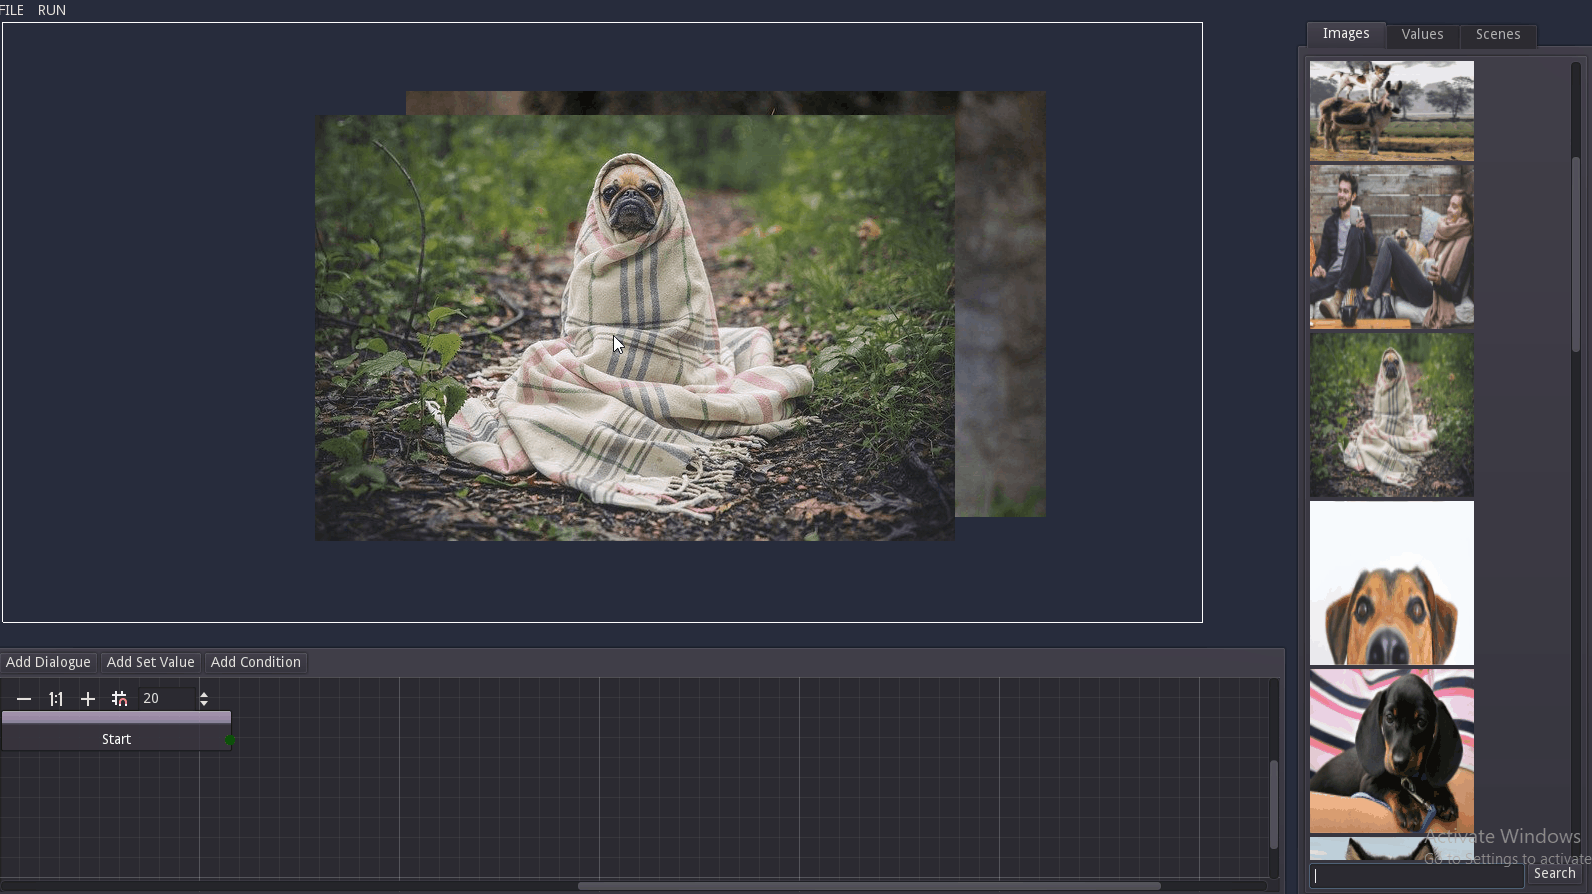 FILE RUN
Images Values Scenes
Add Dialogue Add Set Value Add Condition
1:1 20
Start
Activate Windows
Go to Settings to activate
Search